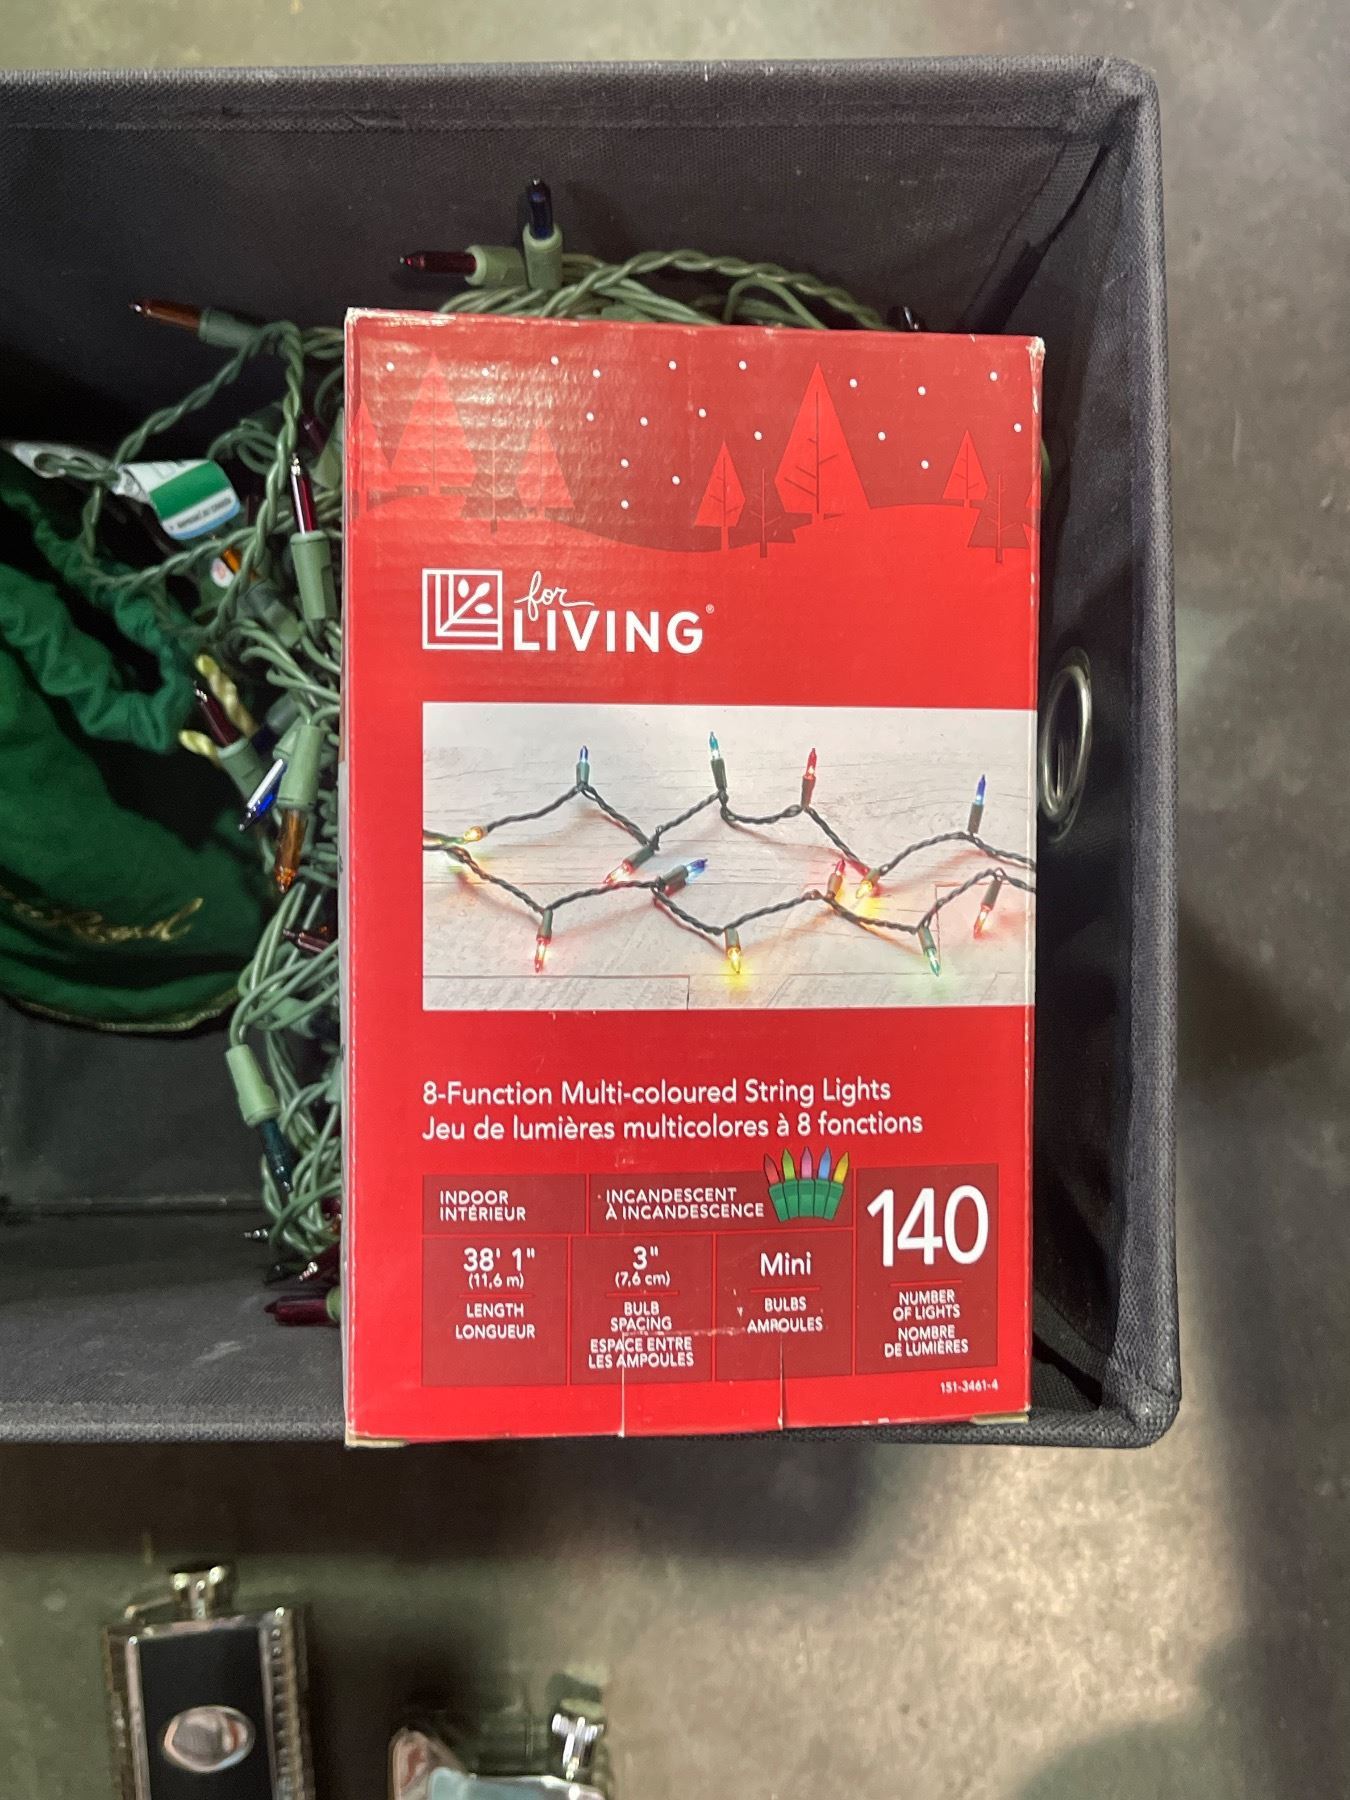 for
LIVING®
8-Function Multi-coloured String Lights
Jeu de lumières multicolores à 8 fonctions
INDOOR
INTÉRIEUR
INCANDESCENT
À INCANDESCENCE
38' 1"
(11,6 m)
LENGTH
LONGUEUR
3"
(7,6 cm)
BULB
SPACING
ESPACE ENTRE
LES AMPOULES
Mini
BULBS
AMPOULES
140
NUMBER
OF LIGHTS
NOMBRE
DE LUMIÈRES
151-3461-4